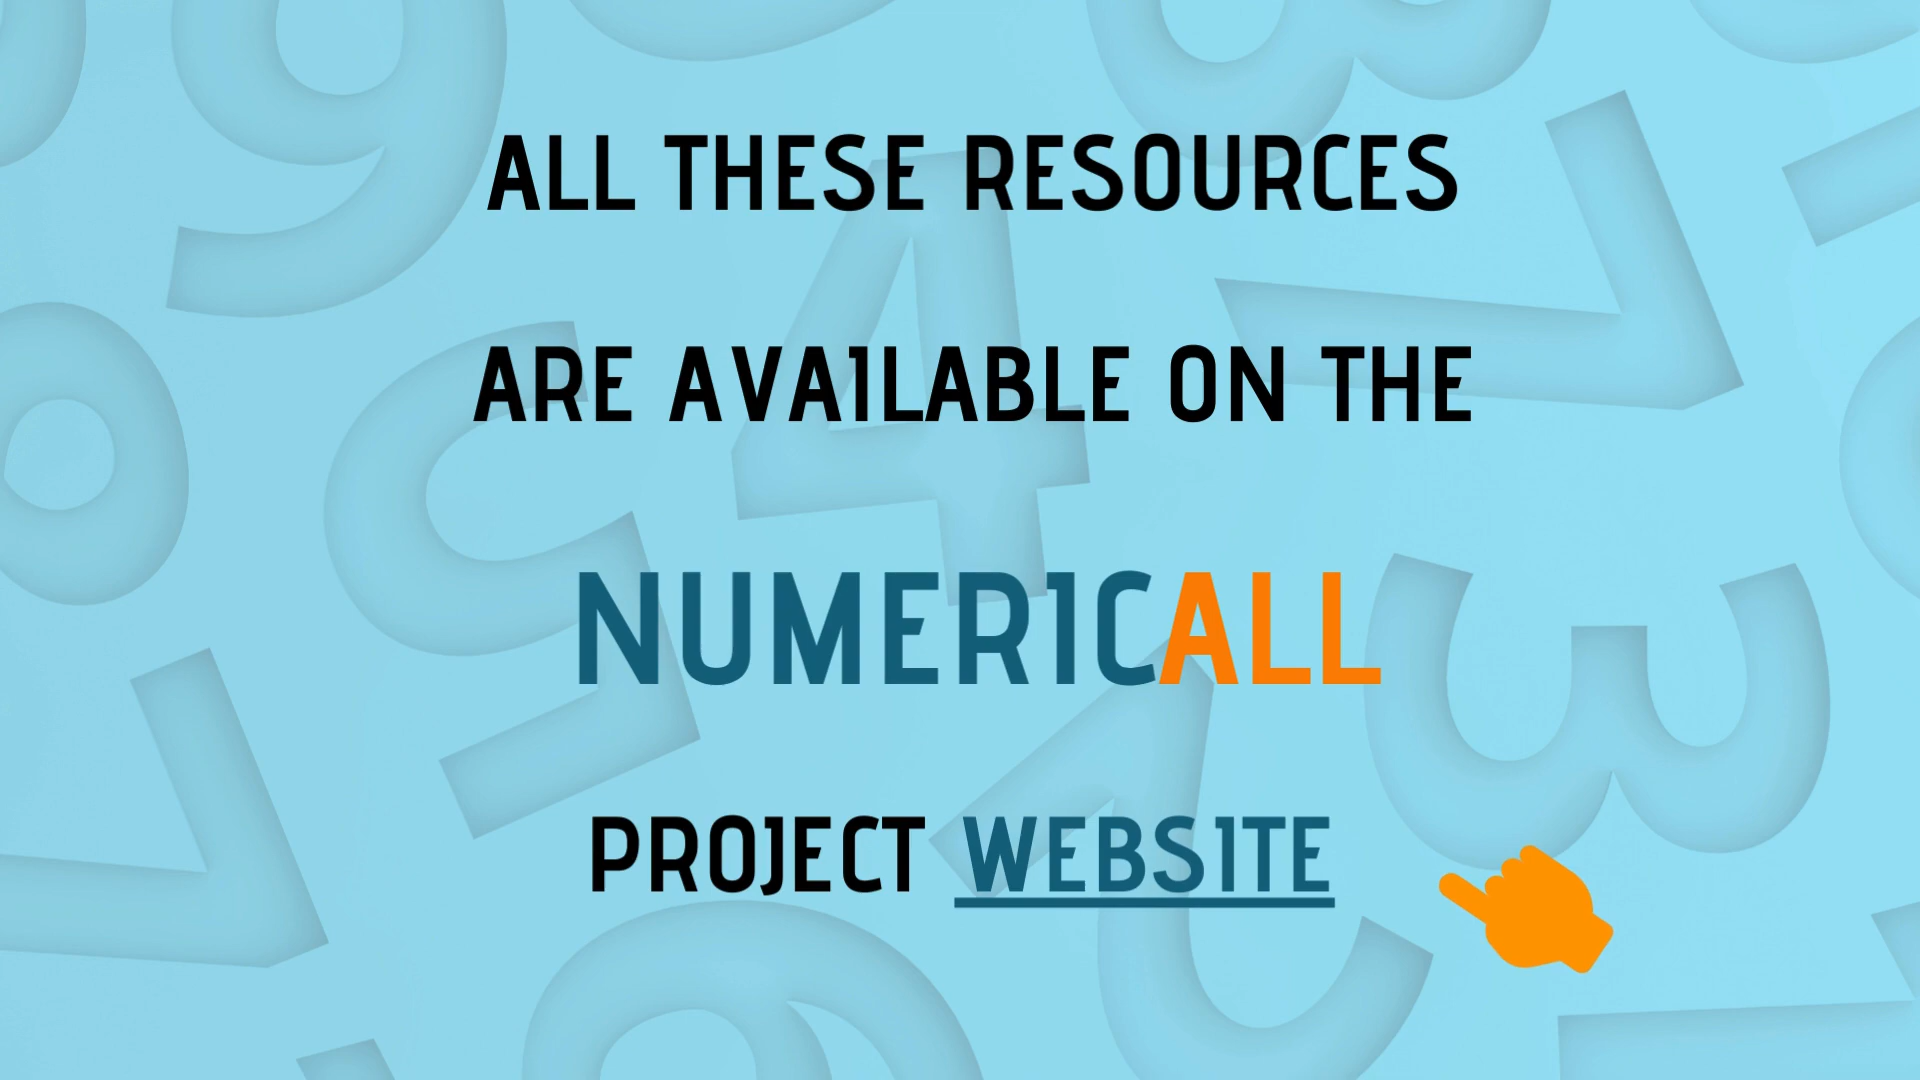 ALL THESE RESOURCES
ARE AVAILABLE ON THE
NUMERICALL
PROJECT WEBSITE